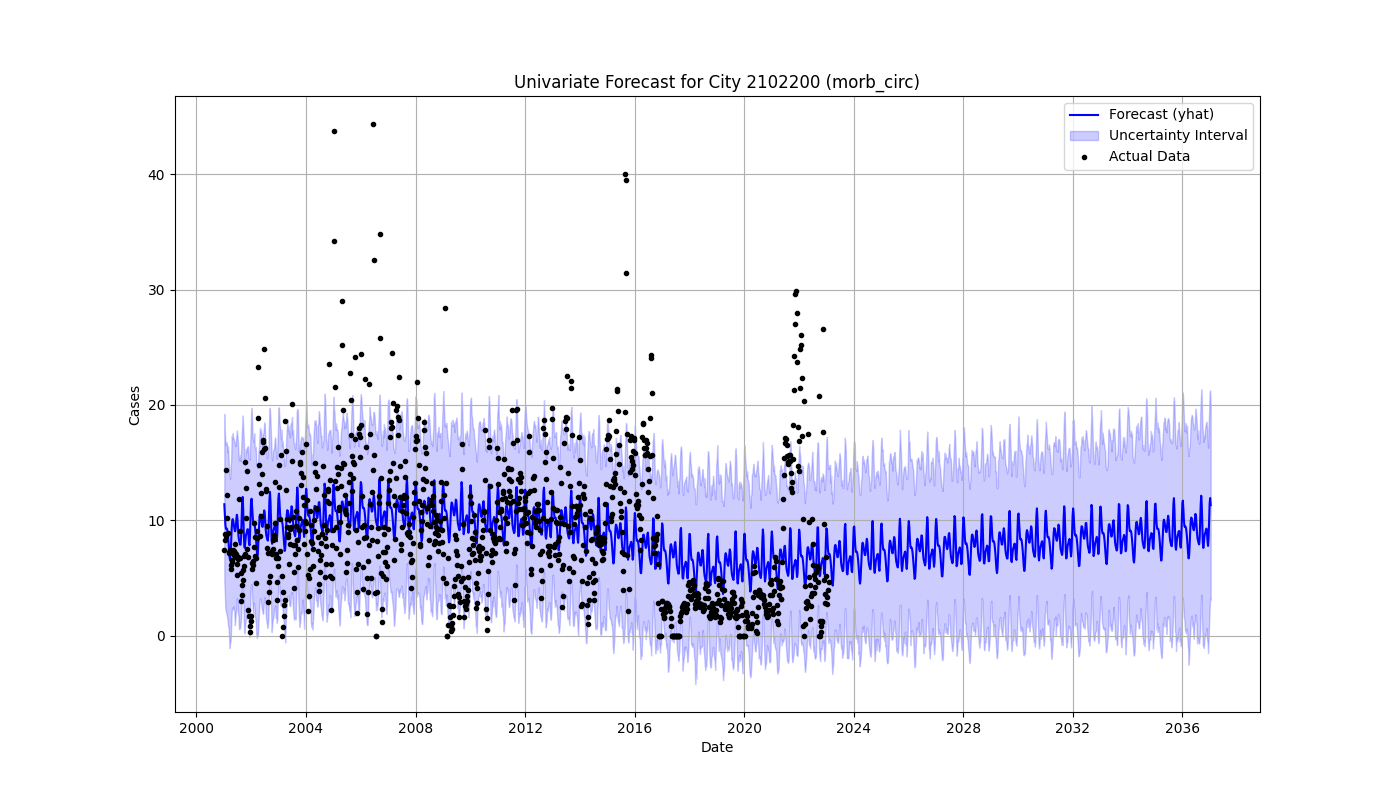 Univariate Forecast for City 2102200 (morb_circ)
Forecast (yhat)
Uncertainty Interval
Actual Data
Cases
40
30
20
10
0
2000 2004 2008 2012 2016 2020 2024 2028 2032 2036
Date